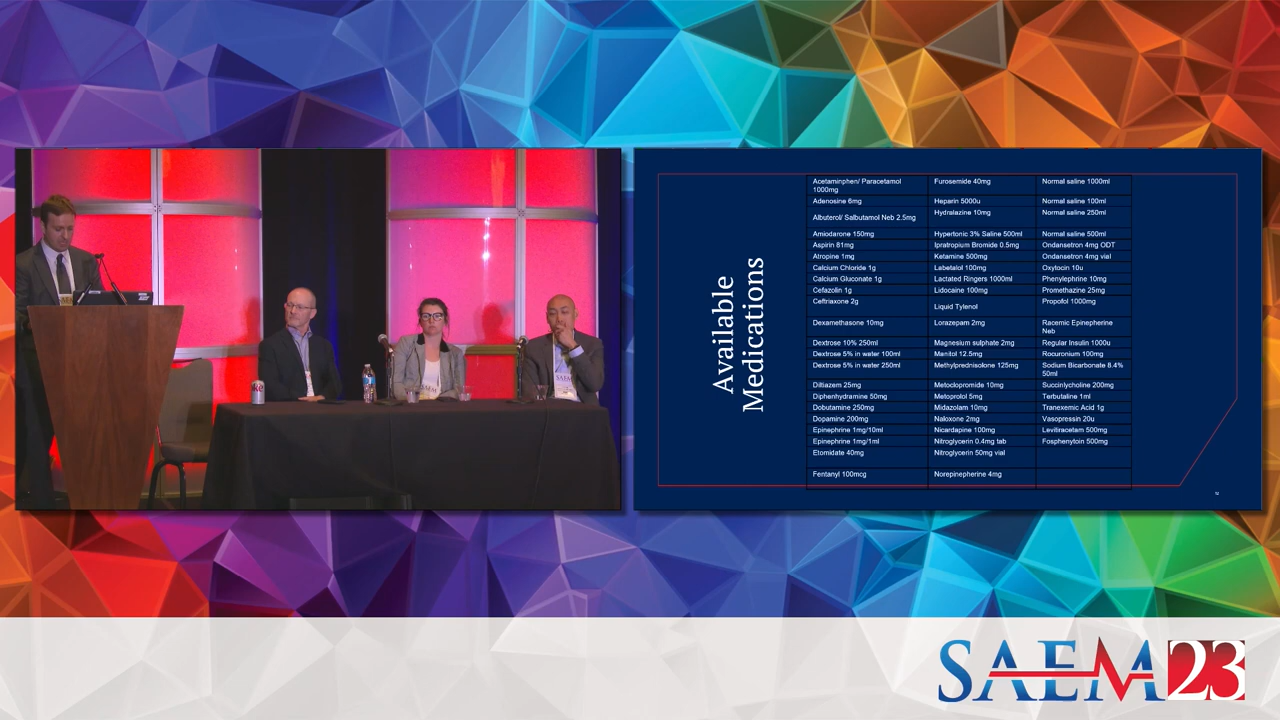 Available
Medications
Acetaminphen/ Paracetamol
1000mg
Furosemide 40mg
Normal saline 1000ml
Adenosine 6mg
Heparin 5000u
Normal saline 100ml
Albuterol/ Salbutamol Neb 2.5mg
Hydralazine 10mg
Normal saline 250ml
Amiodarone 150mg
Hypertonic 3% Saline 500ml
Normal saline 500ml
Aspirin 81mg
Ipratropium Bromide 0.5mg
Ondansetron 4mg ODT
Atropine 1mg
Ketamine 500mg
Ondansetron 4mg vial
Calcium Chloride 1g
Labetalol 100mg
Oxytocin 10u
Calcium Gluconate 1g
Lactated Ringers 1000ml
Phenylephrine 10mg
Cefazolin 1g
Lidocaine 100mg
Promethazine 25mg
Ceftriaxone 2g
Liquid Tylenol
Propofol 1000mg
Dexamethasone 10mg
Lorazepam 2mg
Racemic Epinepherine
Neb
Dextrose 10% 250ml
Magnesium sulphate 2mg
Regular Insulin 1000u
Dextrose 5% in water 100ml
Manitol 12.5mg
Rocuronium 100mg
Dextrose 5% in water 250ml
Methylprednisolone 125mg
Sodium Bicarbonate 8.4%
50ml
Diltiazem 25mg
Metoclopromide 10mg
Succinlycholine 200mg
Diphenhydramine 50mg
Metoprolol 5mg
Terbutaline 1ml
Dobutamine 250mg
Midazolam 10mg
Tranexemic Acid 1g
Dopamine 200mg
Naloxone 2mg
Vasopressin 20u
Epinephrine 1mg/10ml
Nicardapine 100mg
Levitiracetam 500mg
Epinephrine 1mg/1ml
Nitroglycerin 0.4mg tab
Fosphenytoin 500mg
Etomidate 40mg
Nitroglycerin 50mg vial
Fentanyl 100mcg
Norepinepherine 4mg
SAEM23